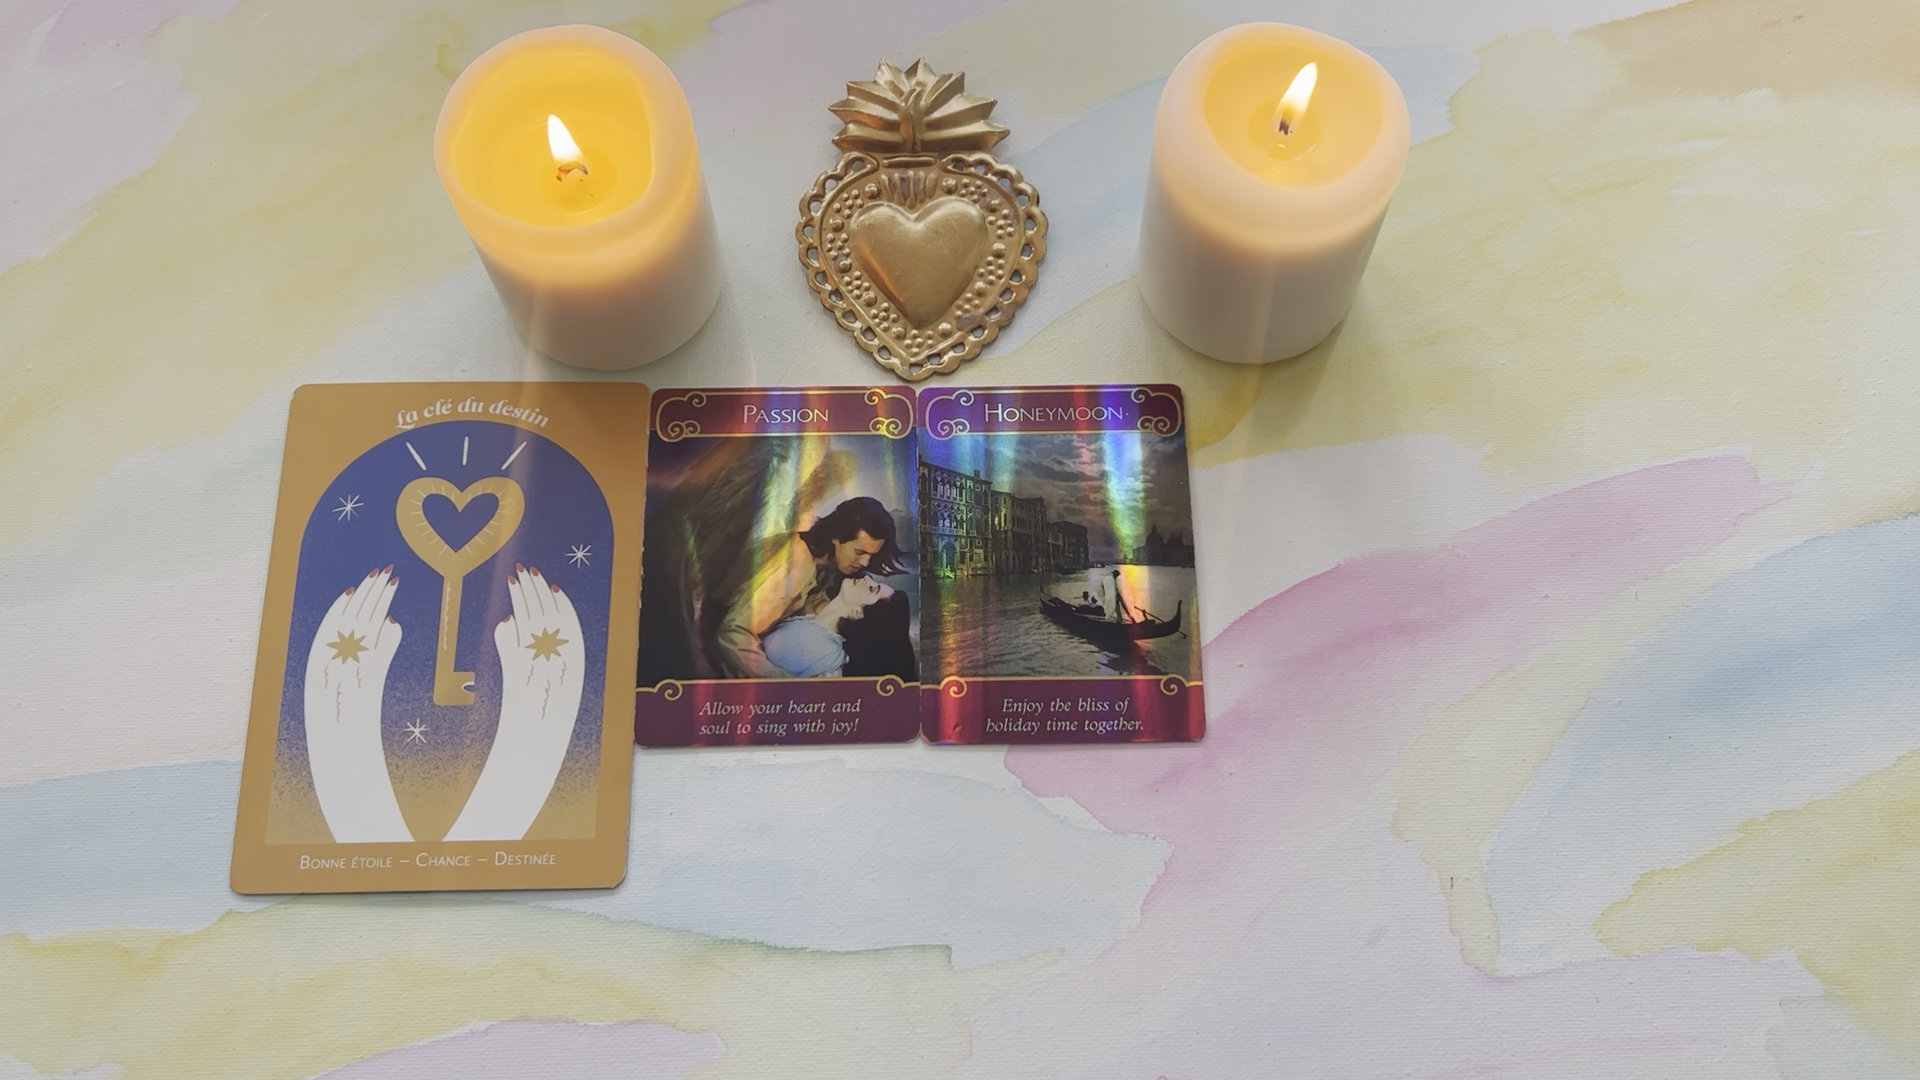 La clé du destin
BONNE ÉTOILE – CHANCE – DESTINÉE
PASSION
Allow your heart and
soul to sing with joy!
HONEYMOON
Enjoy the bliss of
holiday time together.